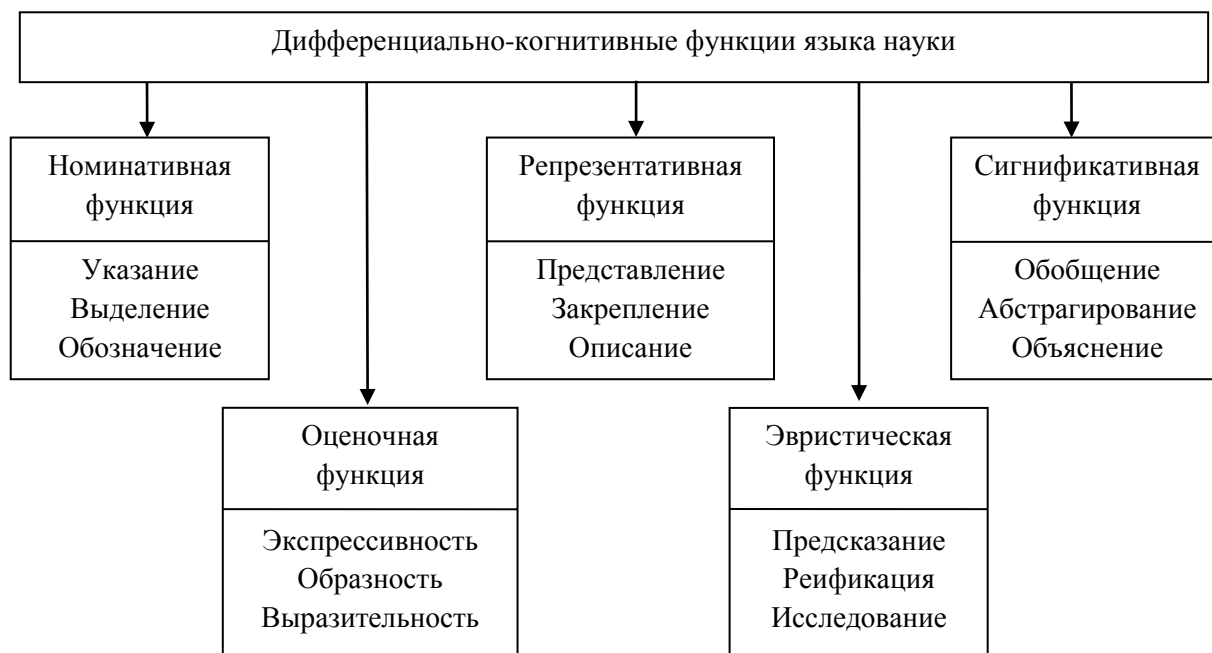 Дифференциально-когнитивные функции языка науки
Номинативная
функция
Указание
Выделение
Обозначение
Репрезентативная
функция
Представление
Закрепление
Описание
Сигнификативная
функция
Обобщение
Абстрагирование
Объяснение
Оценочная
функция
Экспрессивность
Образность
Выразительность
Эвристическая
функция
Предсказание
Реификация
Исследование